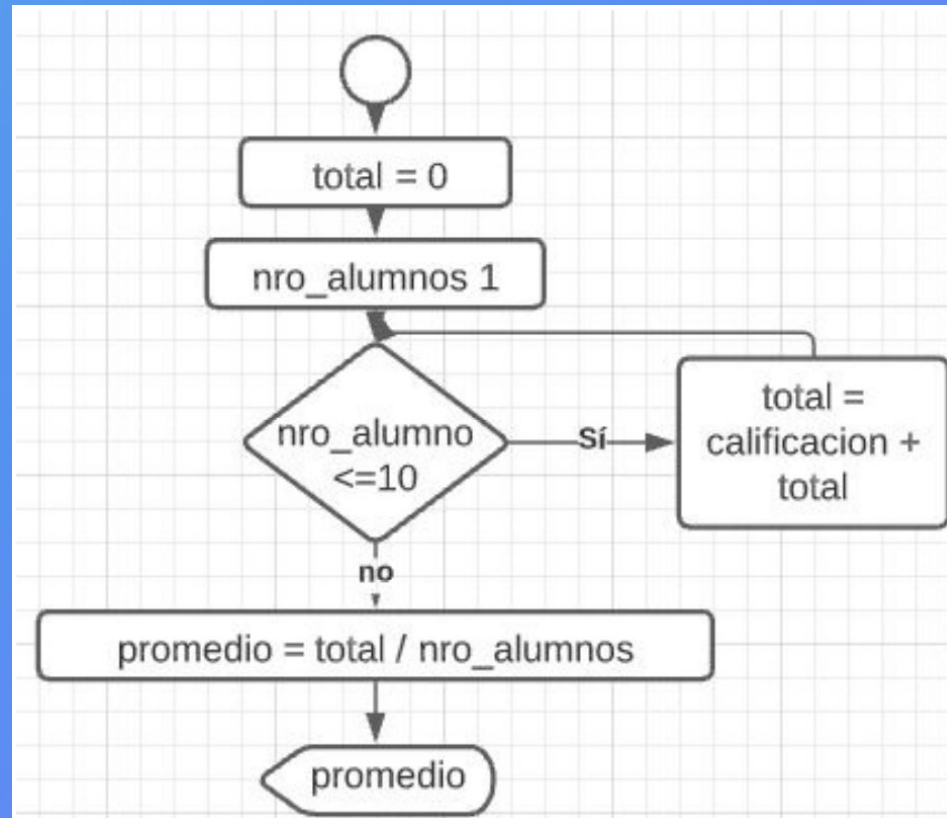 total = 0
nro_alumnos 1
nro_alumno
<=10
Sí
total =
calificacion +
total
no
promedio = total / nro_alumnos
promedio